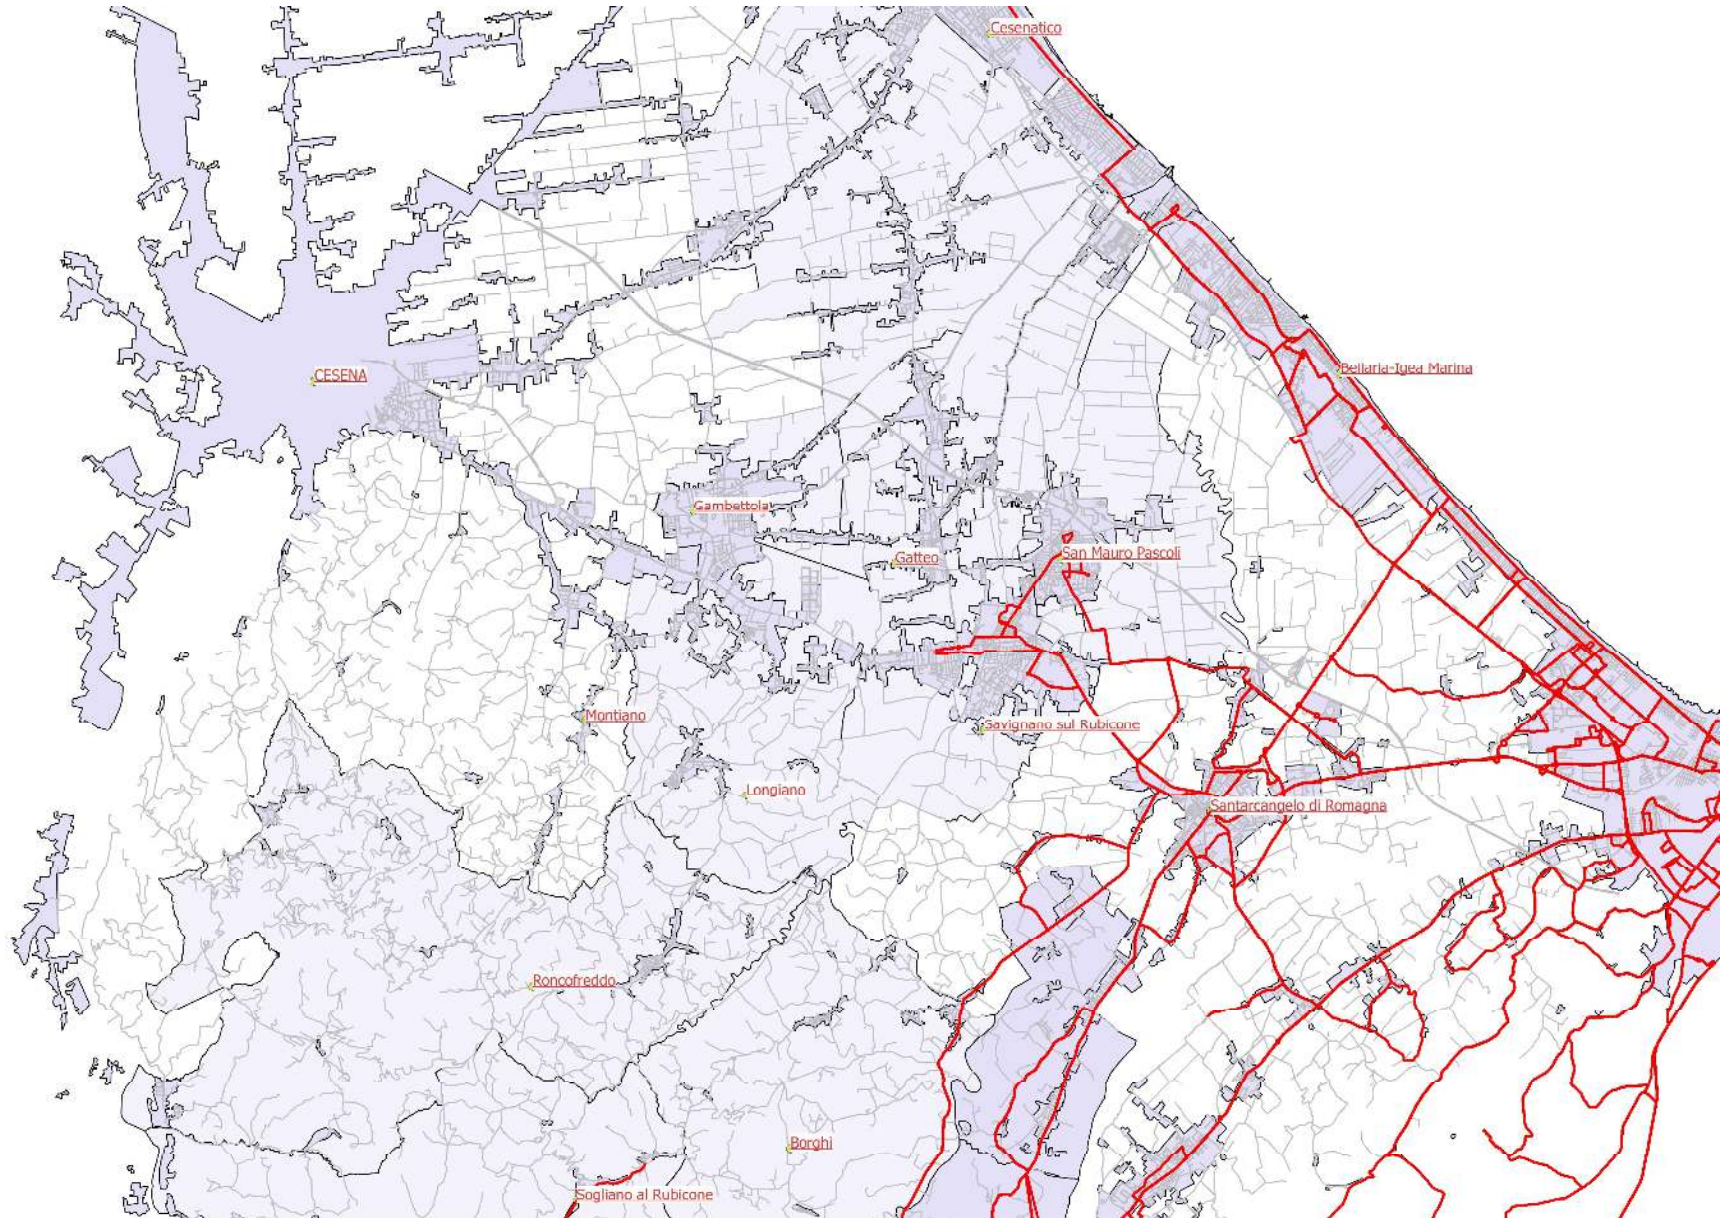 Cesenatico
CESENA
Bellaria-Igea Marina
Gambettola
Gatteo
San Mauro Pascoli
Montiano
Savignano sul Rubicone
Longiano
Santarcangelo di Romagna
Roncofreddo
Borghi
Sogliano al Rubicone